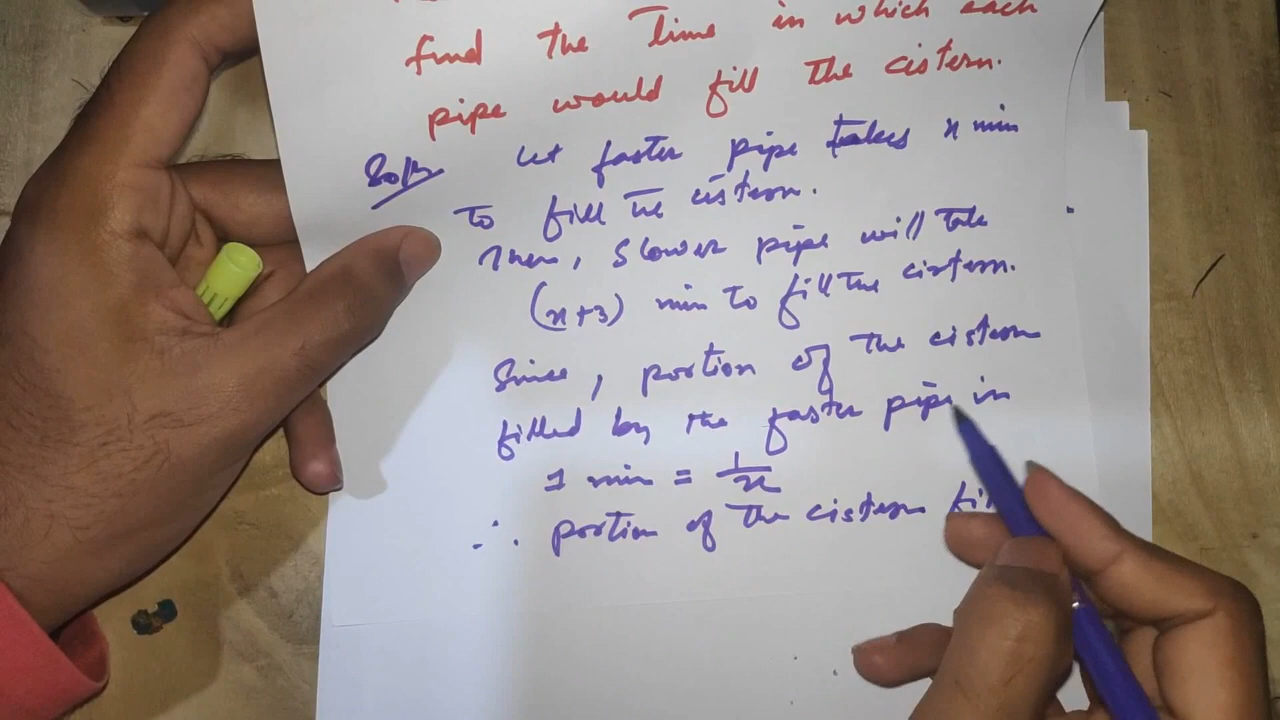 find the Time in which each
pipe would fill the cistern.
Soln Let faster pipe takes x min
to fill the cistern.
Then, Slower pipe will take
(x+3) min to fill the cistern.
Since, portion of the cistern
filled by the faster pipe in
1 min = 1/x
∴ portion of the cistern fil